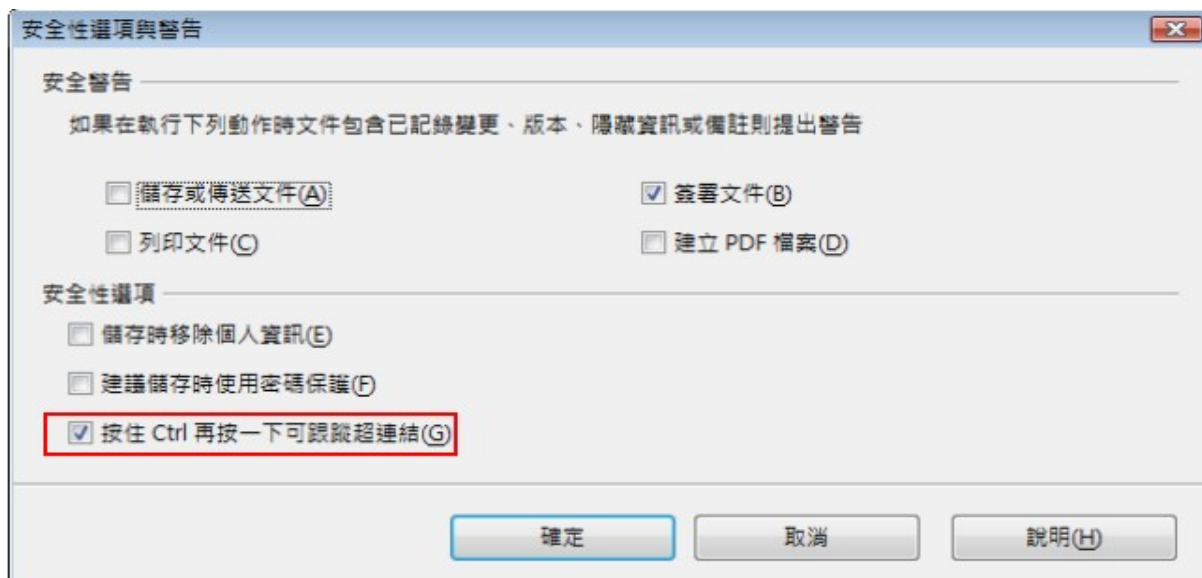 安全性選項與警告
安全警告
如果在執行下列動作時文件包含已記錄變更、版本、隱藏資訊或備註則提出警告
儲存或傳送文件(A) 簽署文件(B)
列印文件(C) 建立 PDF 檔案(D)
安全性選項
儲存時移除個人資訊(E)
建議儲存時使用密碼保護(F)
按住 Ctrl 再按一下可跟蹤超連結(G)
確定 取消 說明(H)